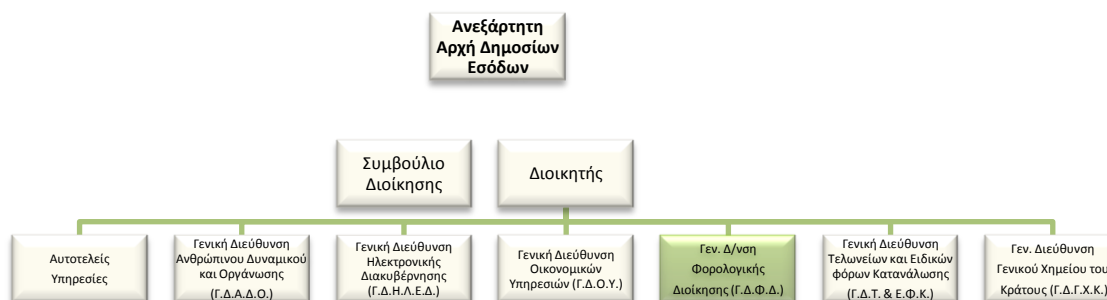 Ανεξάρτητη
Αρχή Δημοσίων
Εσόδων
Συμβούλιο
Διοίκησης
Διοικητής
Αυτοτελείς
Υπηρεσίες
Γενική Διεύθυνση
Ανθρώπινου Δυναμικού
και Οργάνωσης
(Γ.Δ.Α.Δ.Ο.)
Γενική Διεύθυνση
Ηλεκτρονικής
Διακυβέρνησης
(Γ.Δ.Η.Λ.Ε.Δ.)
Γενική Διεύθυνση
Οικονομικών
Υπηρεσιών (Γ.Δ.Ο.Υ.)
Γεν. Δ/νση
Φορολογικής
Διοίκησης (Γ.Δ.Φ.Δ.)
Γενική Διεύθυνση
Τελωνείων και Ειδικών
φόρων Κατανάλωσης
(Γ.Δ.Τ. & Ε.Φ.Κ.)
Γεν. Διεύθυνση
Γενικού Χημείου του
Κράτους (Γ.Δ.Γ.Χ.Κ.)